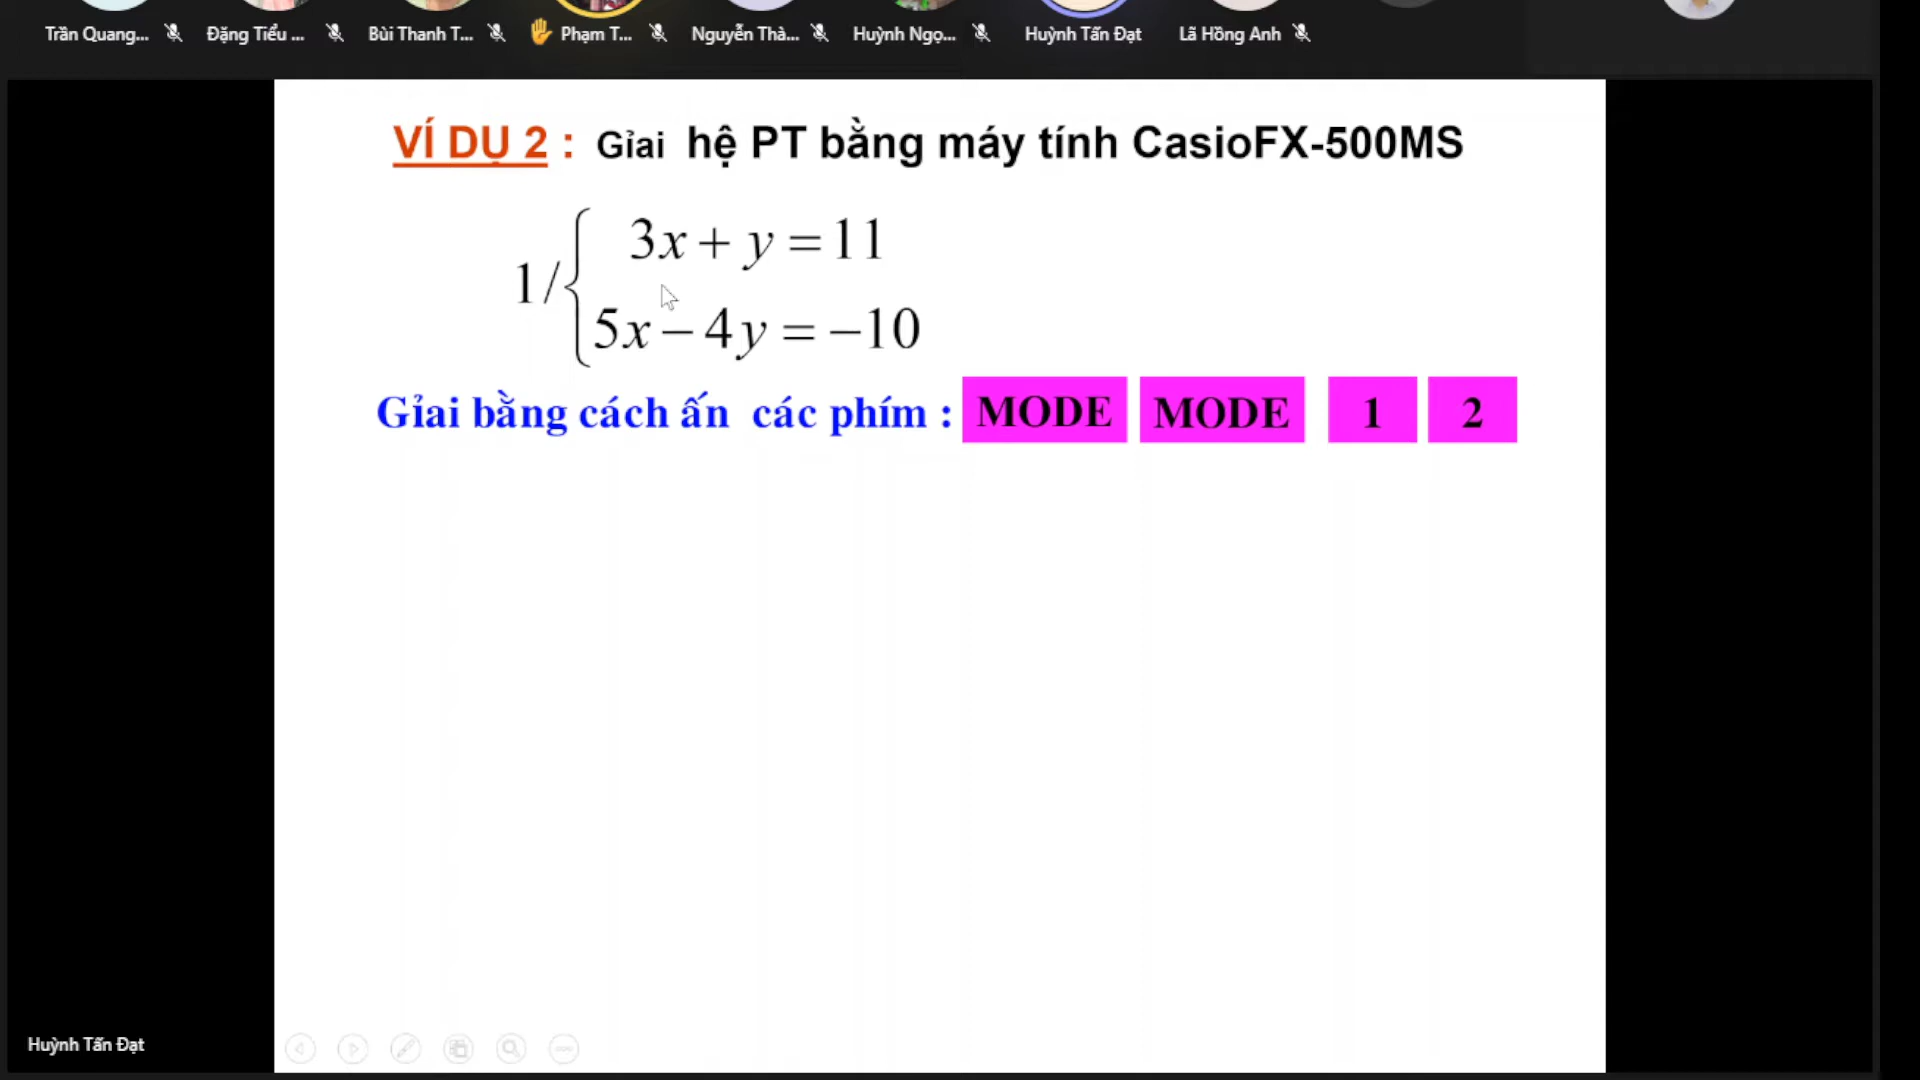 Trần Quang... Đặng Tiểu ... Bùi Thanh T... Phạm T... Nguyễn Thà... Huỳnh Ngọ... Huỳnh Tấn Đạt Lã Hồng Anh
VÍ DỤ 2 : Gỉai hệ PT bằng máy tính CasioFX-500MS
1/ { 3x + y = 11
5x − 4y = −10
Gỉai bằng cách ấn các phím : MODE MODE 1 2
Huỳnh Tấn Đạt